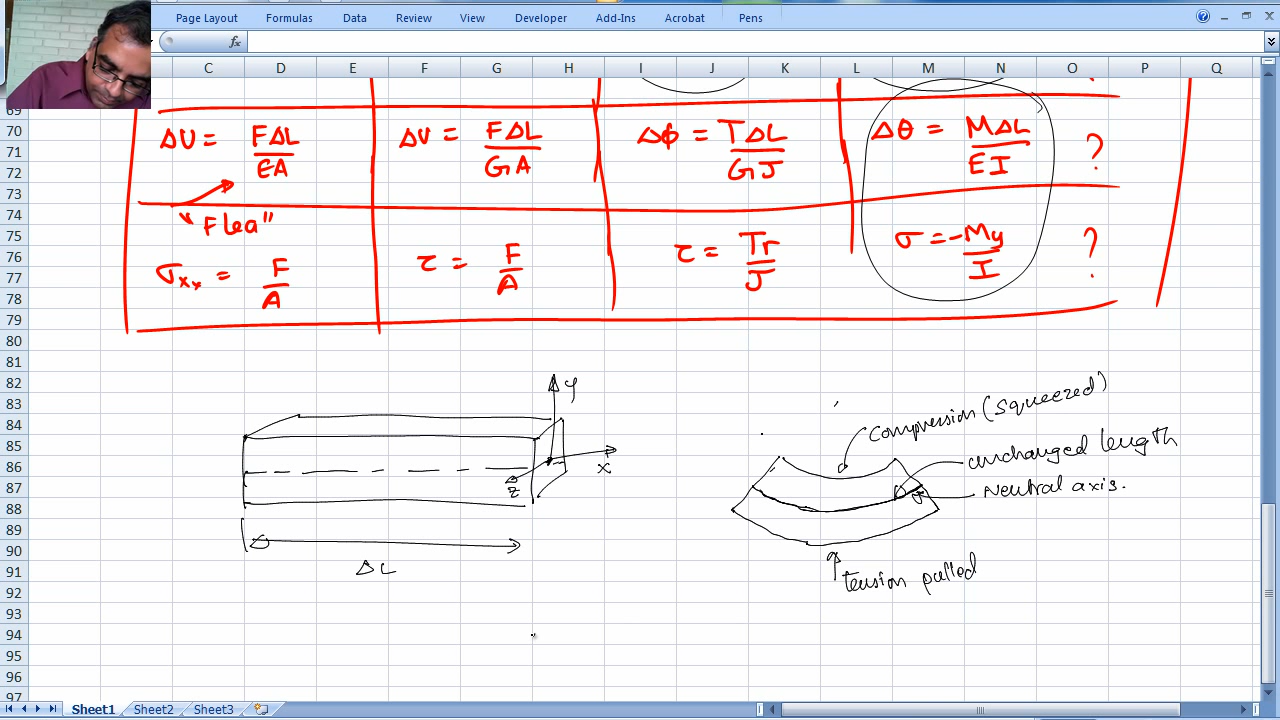 Page Layout Formulas Data Review View Developer Add-Ins Acrobat Pens
fx
C D E F G H I J K L M N O P Q
69
70
71
72
73
74
75
76
77
78
79
80
81
82
83
84
85
86
87
88
89
90
91
92
93
94
95
96
97
ΔU = FΔL/EA
ΔV = FΔL/GA
Δφ = TΔL/GJ
Δθ = MΔL/EI
?
"Flea"
σxx = F/A
τ = F/A
τ = Tr/J
σ = -My/I
?
y
x
z
ΔL
compression (squeezed)
unchanged length
Neutral axis.
tension pulled
Sheet1 Sheet2 Sheet3